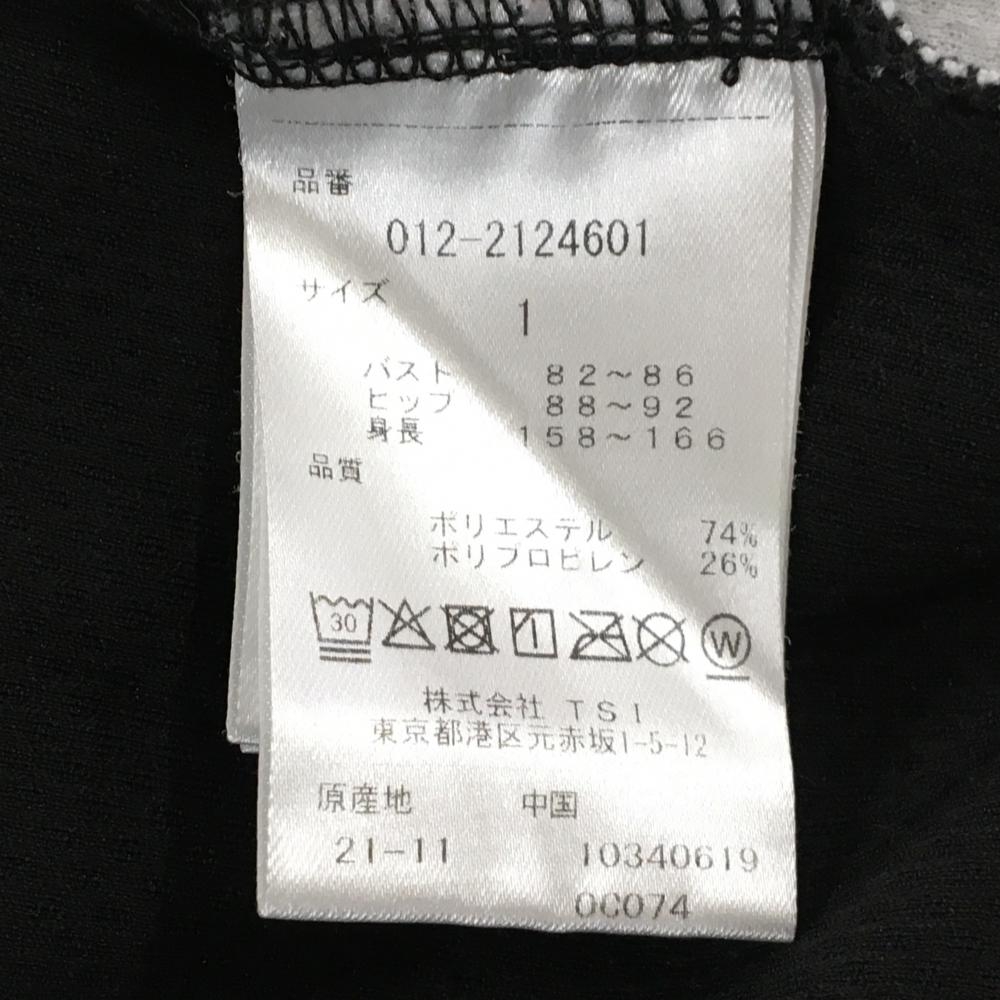 品番
012-2124601
サイズ
1
バスト 82～86
ヒップ 88～92
身長 158～166
品質
ポリエステル 74%
ポリプロピレン 26%
30
W
株式会社 TSI
東京都港区元赤坂1-5-12
原産地 中国
21-11 10340619
0C074